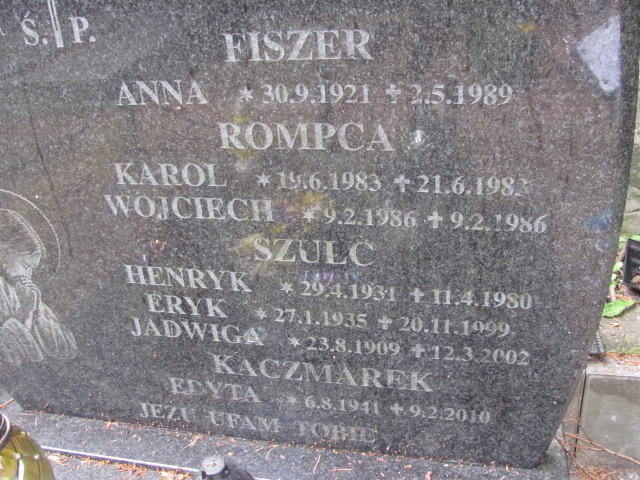 Ś. P.
FISZER
ANNA *30.9.1921 +2.5.1989
ROMPCA
KAROL *19.6.1983 +21.6.1983
WOJCIECH *9.2.1986 +9.2.1986
SZULC
HENRYK *29.4.1931 +11.4.1980
ERYK *27.1.1935 +20.11.1999
JADWIGA *23.8.1909 +12.3.2002
KACZMAREK
EDYTA *6.8.1941 +9.2.2010
JEZU UFAM TOBIE